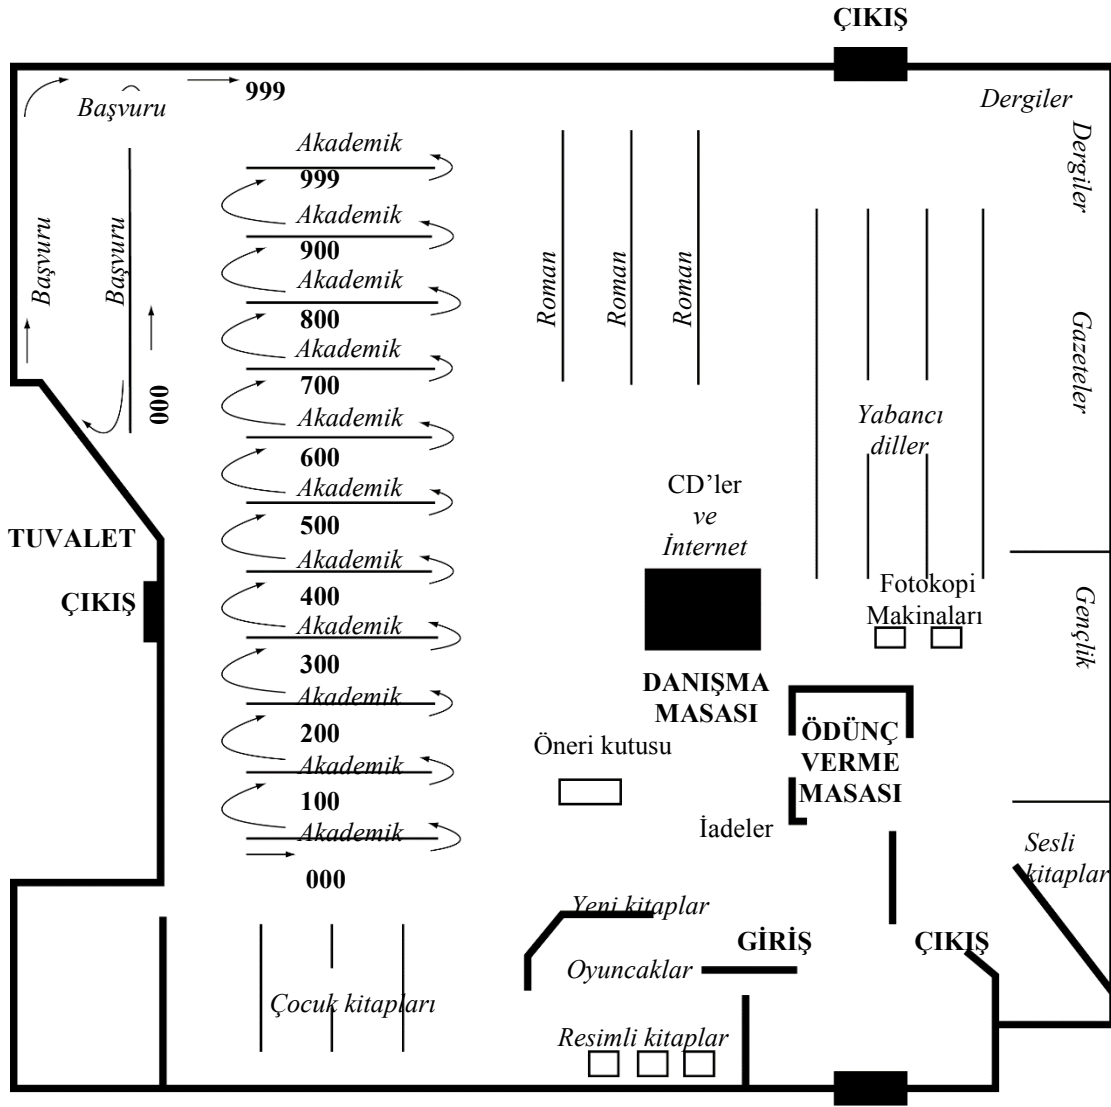 ÇIKIŞ
999
Başvuru
Dergiler
Dergiler
Akademik
999
Akademik
900
Akademik
800
Akademik
700
Akademik
600
Akademik
500
Akademik
400
Akademik
300
Akademik
200
Akademik
100
Akademik
000
Başvuru
Başvuru
000
Roman
Roman
Roman
Gazeteler
Yabancı
diller
CD’ler
ve
İnternet
TUVALET
ÇIKIŞ
Fotokopi
Makinaları
Gençlik
DANIŞMA
MASASI
ÖDÜNÇ
VERME
MASASI
Öneri kutusu
İadeler
Sesli
kitaplar
Yeni kitaplar
GİRİŞ
ÇIKIŞ
Oyuncaklar
Çocuk kitapları
Resimli kitaplar